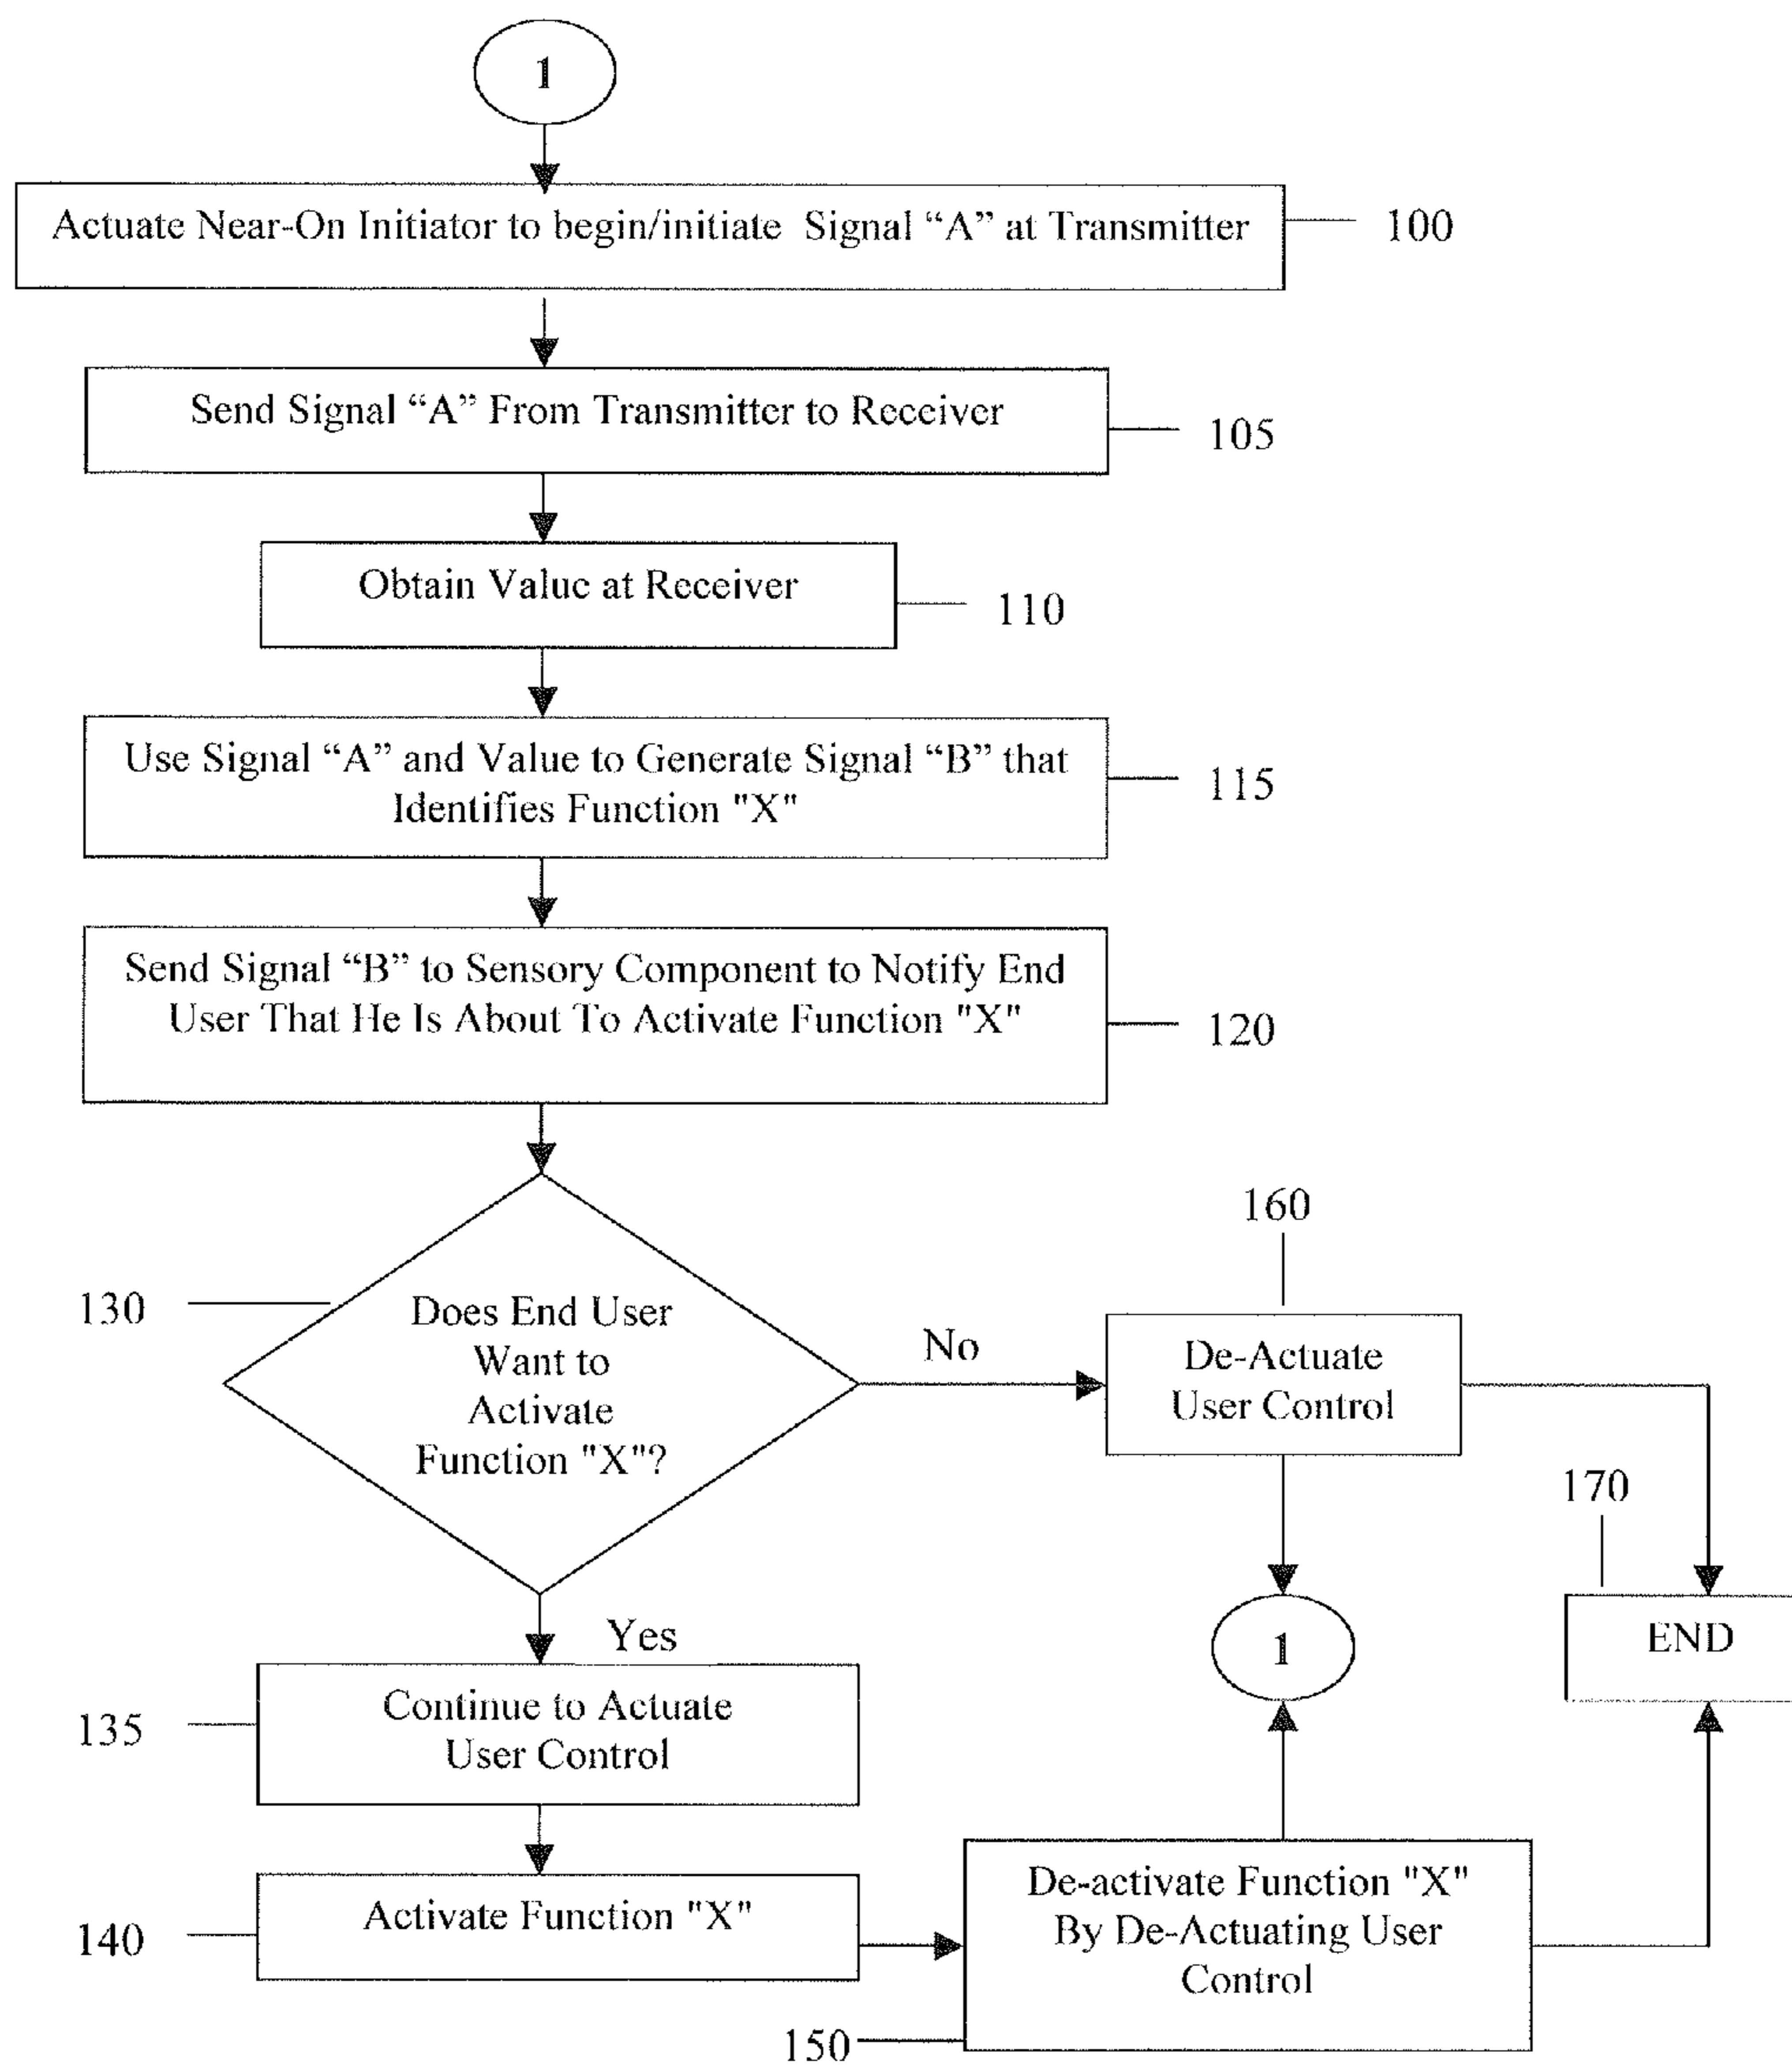 1
Actuate Near-On Initiator to begin/initiate Signal “A” at Transmitter
100
Send Signal “A” From Transmitter to Receiver
105
Obtain Value at Receiver
110
Use Signal “A” and Value to Generate Signal “B” that
Identifies Function "X"
115
Send Signal “B” to Sensory Component to Notify End
User That He Is About To Activate Function "X"
120
130
Does End User
Want to
Activate
Function "X"?
No
160
De-Actuate
User Control
170
END
1
Yes
Continue to Actuate
User Control
135
Activate Function "X"
140
De-activate Function "X"
By De-Actuating User
Control
150